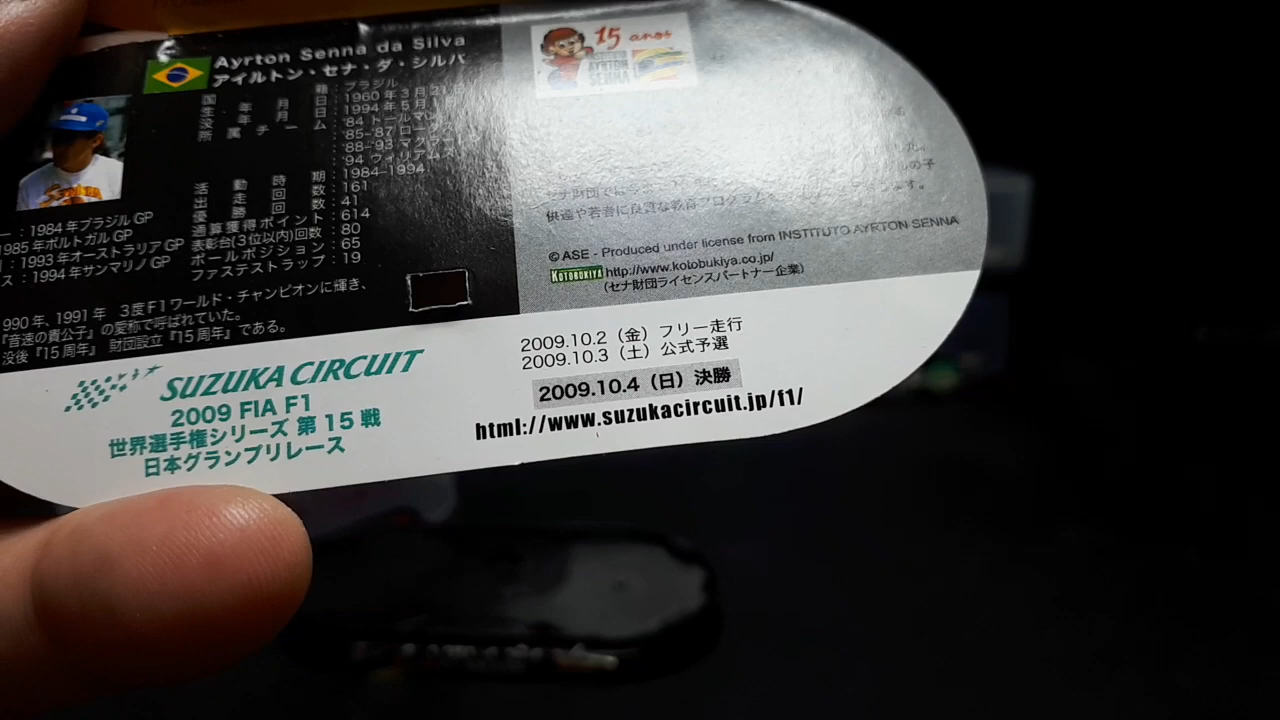 Ayrton Senna da Silva
アイルトン・セナ・ダ・シルバ
国籍：ブラジル
生年月日：1960年3月21
没年月日：1994年5月1
所属チーム：'84 トールマン
：'85-'87 ロー
：'88-'93 マクラー
：'94 ウィリアムズ
活動時期：1984-1994
出走回数：161
優勝回数：41
通算獲得ポイント：614
表彰台(3位以内)回数：80
ポールポジション：65
ファステストラップ：19
ー：1984年ブラジルGP
1985年ポルトガルGP
：1993年オーストラリアGP
ス：1994年サンマリノGP
990年、1991年 3度F1ワールド・チャンピオンに輝き、
『音速の貴公子』の愛称で呼ばれていた。
没後『15周年』 財団設立『15周年』である。
15 anos
INSTITUTO
AYRTON
SENNA
セナ財団では
の子
供達や若者に良質な教育プログラムを
ます。
© ASE - Produced under license from INSTITUTO AYRTON SENNA
KOTOBUKIYA http://www.kotobukiya.co.jp/
(セナ財団ライセンスパートナー企業)
SUZUKA CIRCUIT
2009 FIA F1
世界選手権シリーズ 第15戦
日本グランプリレース
2009.10.2（金）フリー走行
2009.10.3（土）公式予選
2009.10.4（日）決勝
html://www.suzukacircuit.jp/f1/